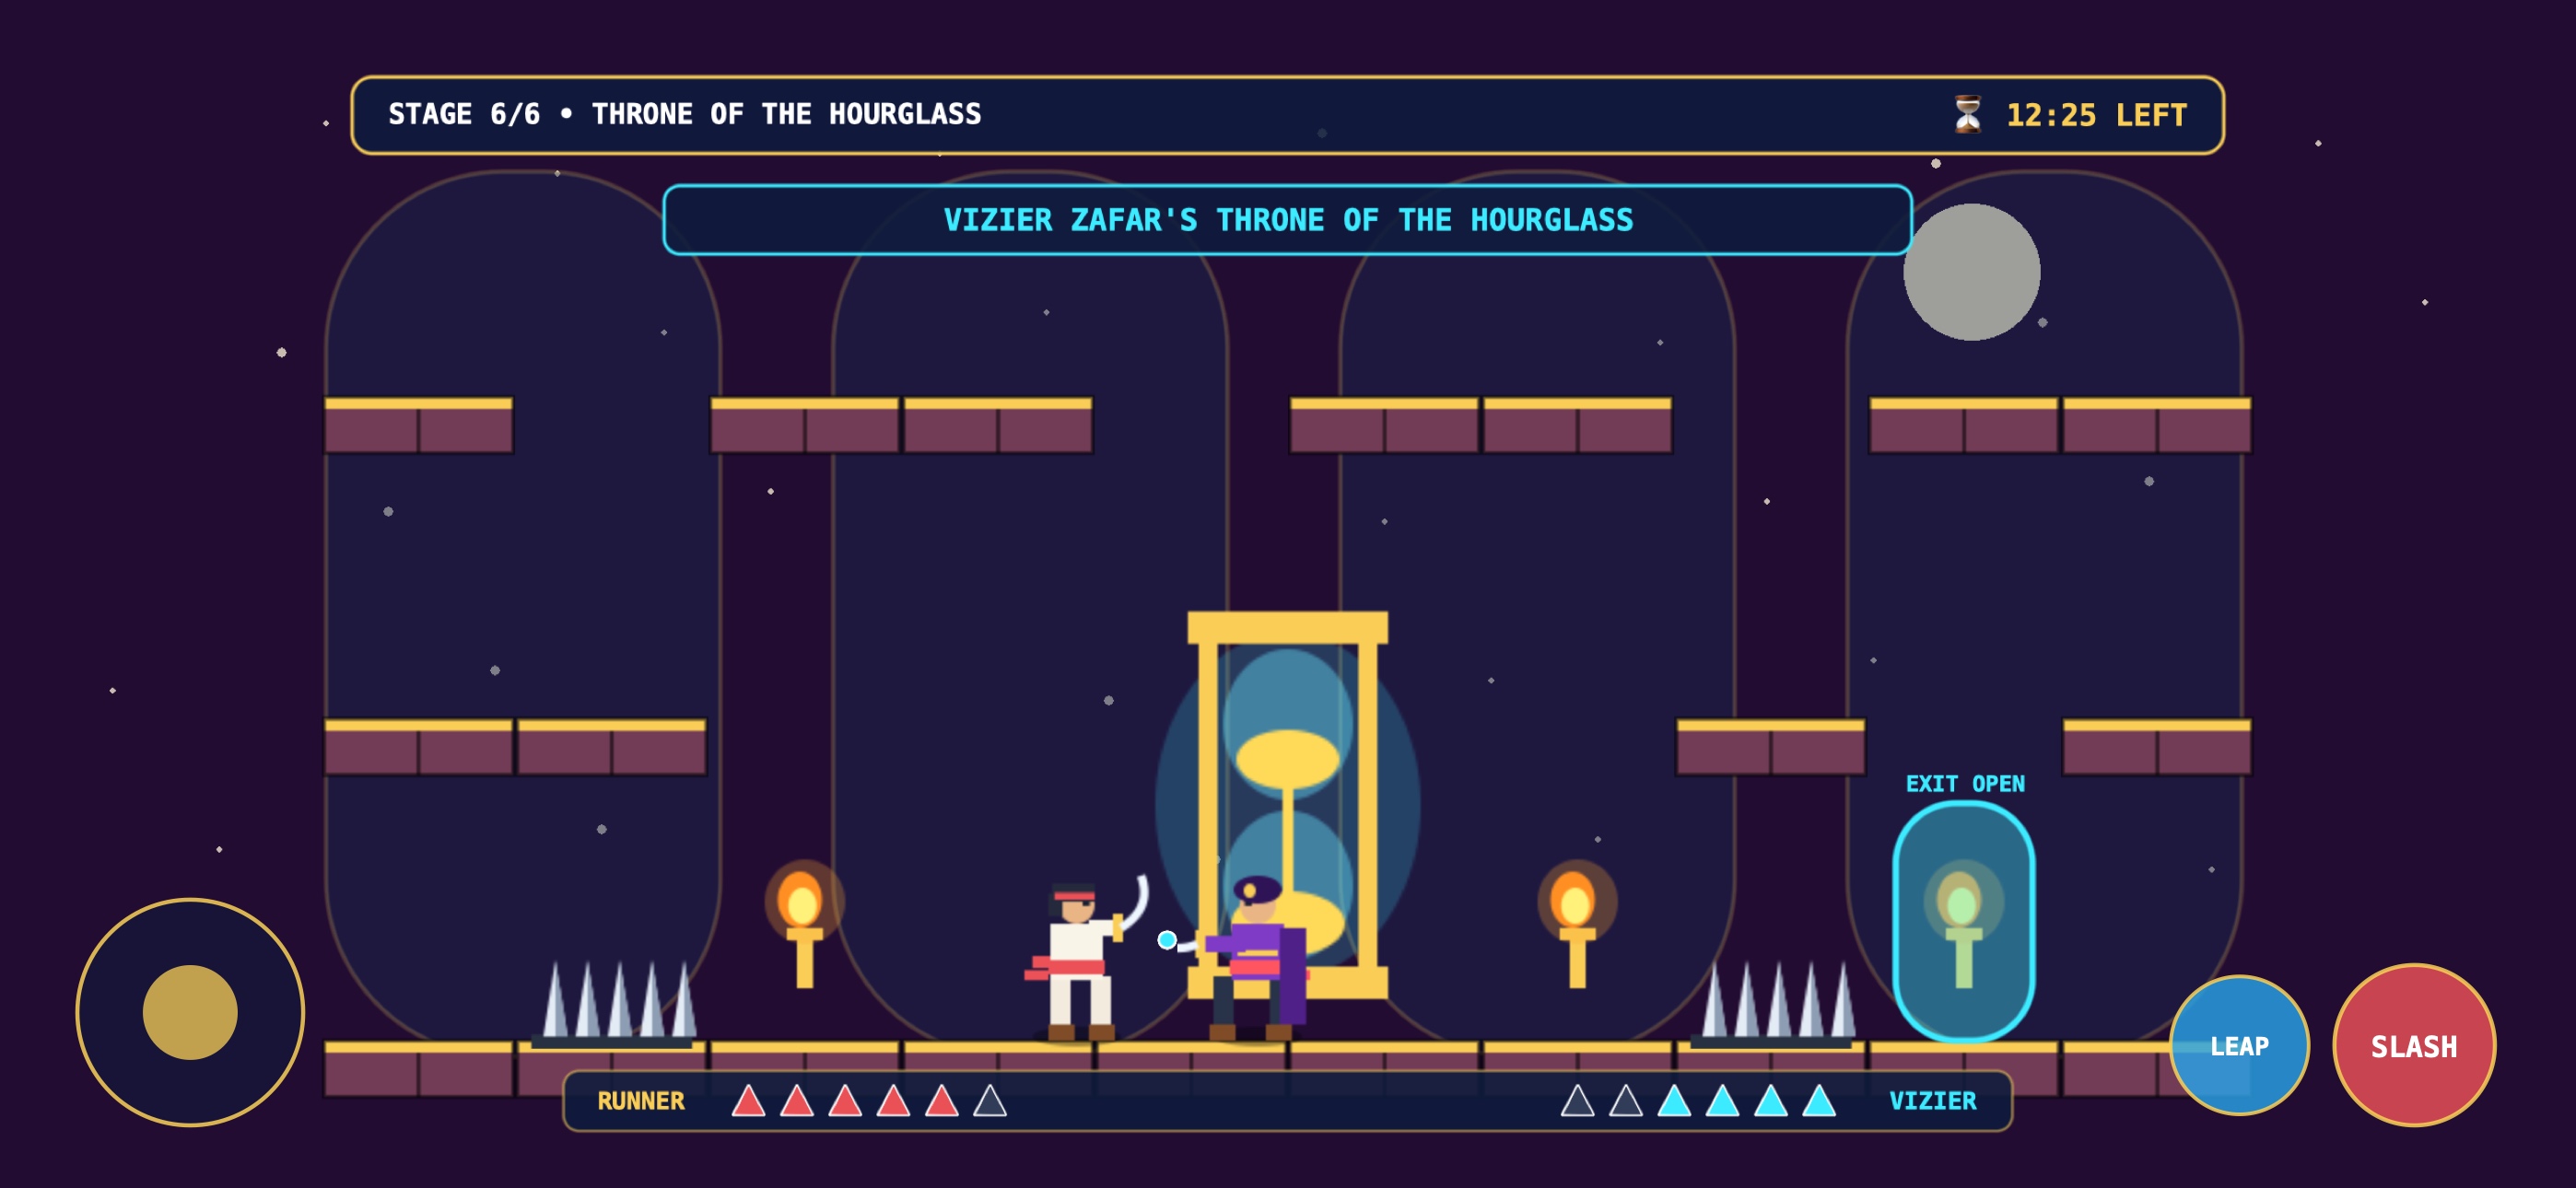 STAGE 6/6 • THRONE OF THE HOURGLASS
⏳ 12:25 LEFT
VIZIER ZAFAR'S THRONE OF THE HOURGLASS
EXIT OPEN
LEAP
SLASH
RUNNER
VIZIER